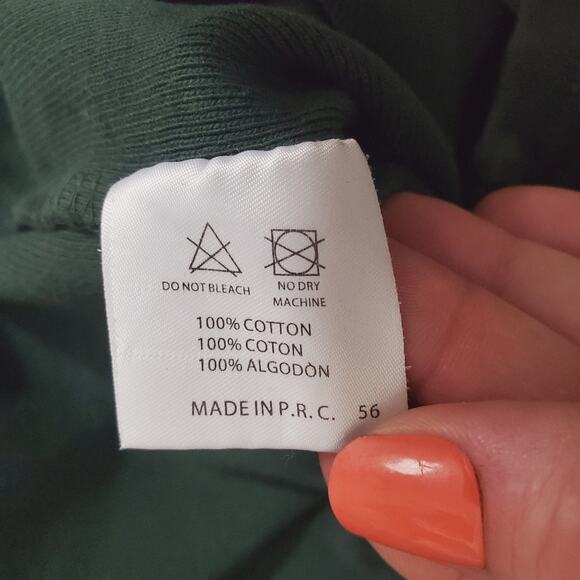 DO NOT BLEACH
NO DRY
MACHINE
100% COTTON
100% COTON
100% ALGODÒN
MADE IN P.R.C. 56